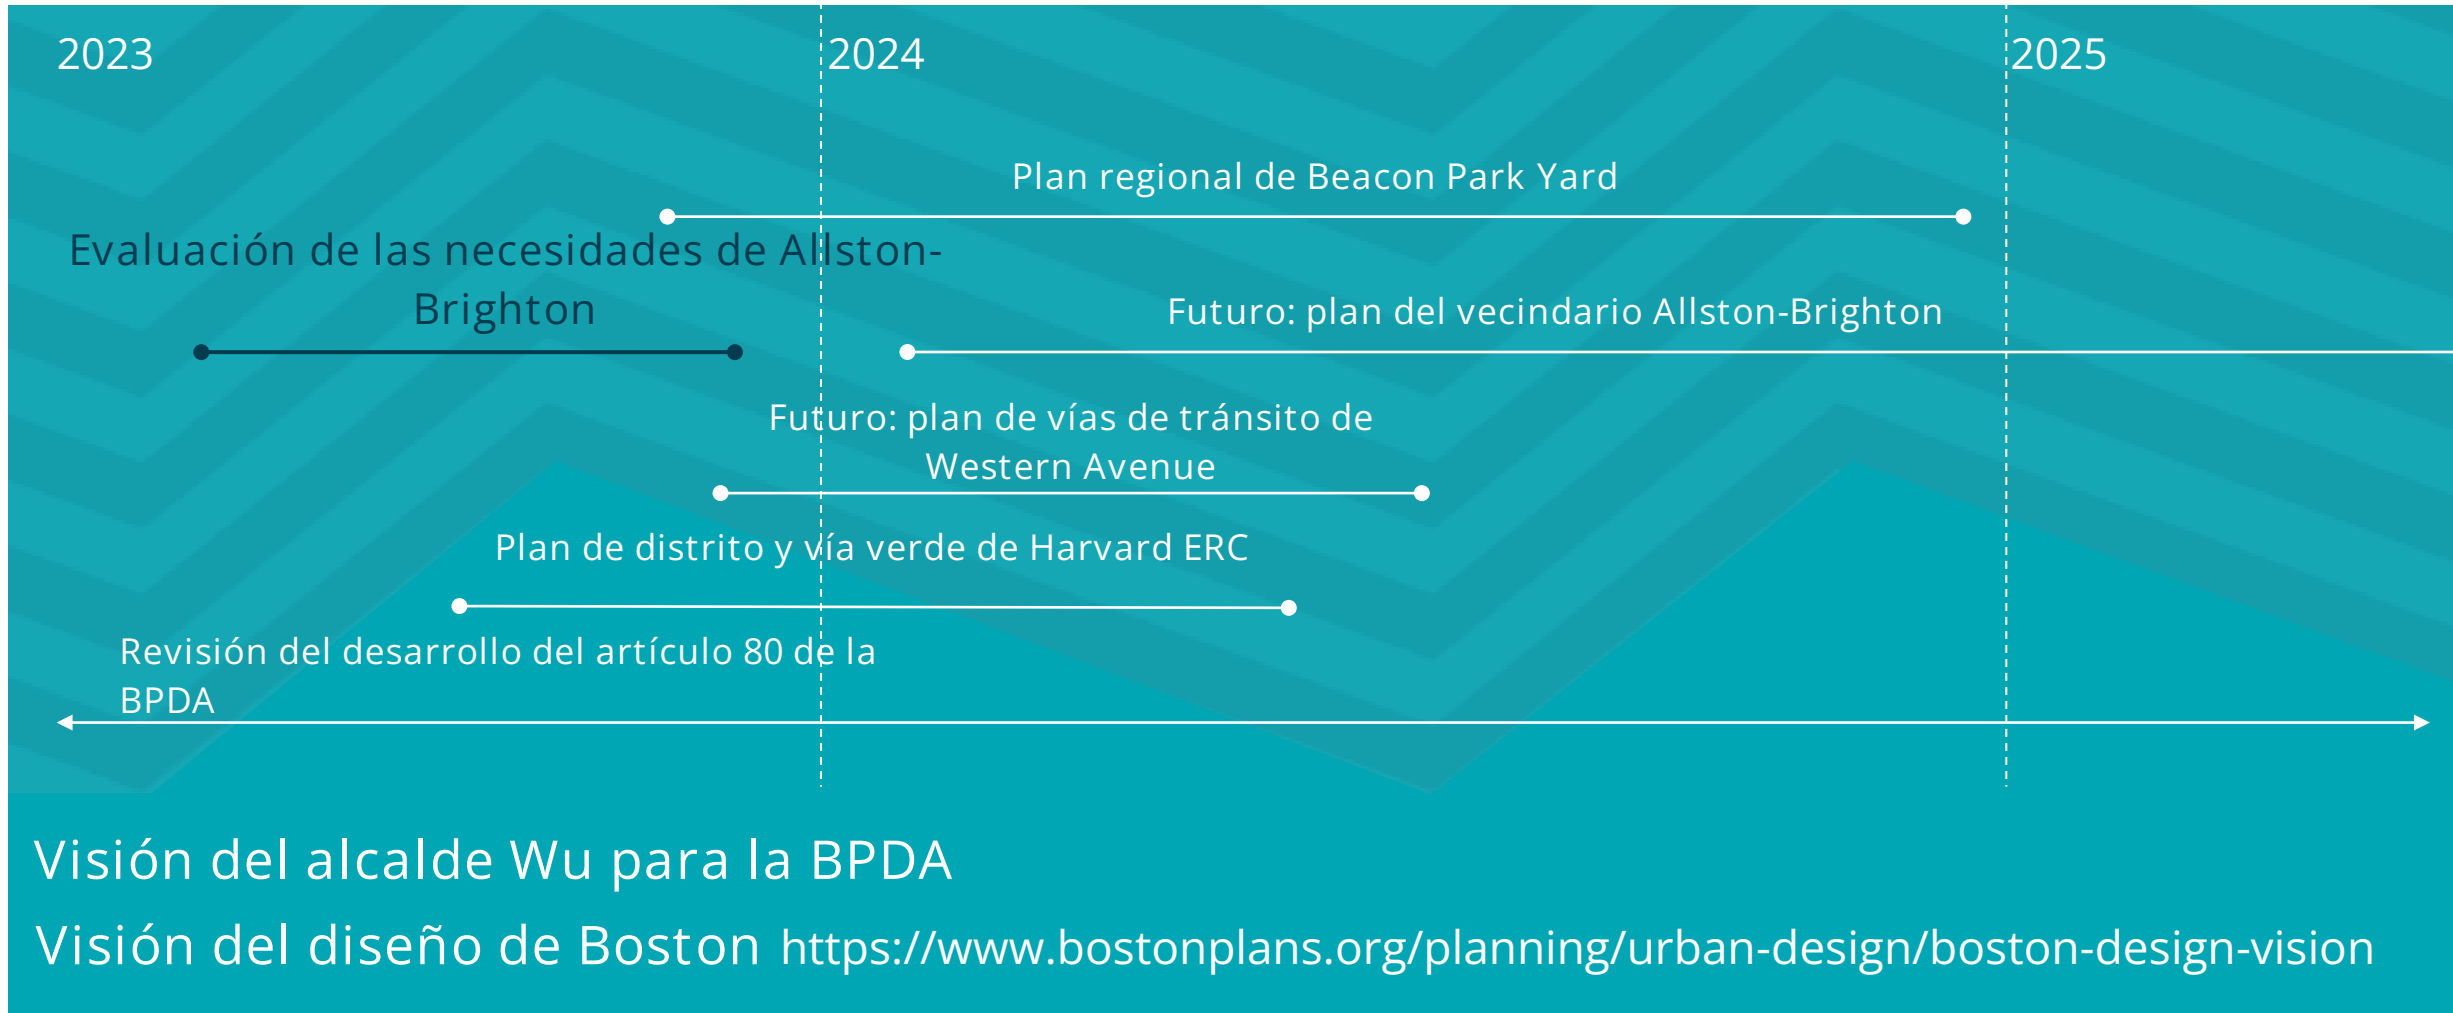 2023
2024
2025
Plan regional de Beacon Park Yard
Evaluación de las necesidades de Allston-
Brighton
Futuro: plan del vecindario Allston-Brighton
Futuro: plan de vías de tránsito de
Western Avenue
Plan de distrito y vía verde de Harvard ERC
Revisión del desarrollo del artículo 80 de la
BPDA
Visión del alcalde Wu para la BPDA
Visión del diseño de Boston https://www.bostonplans.org/planning/urban-design/boston-design-vision